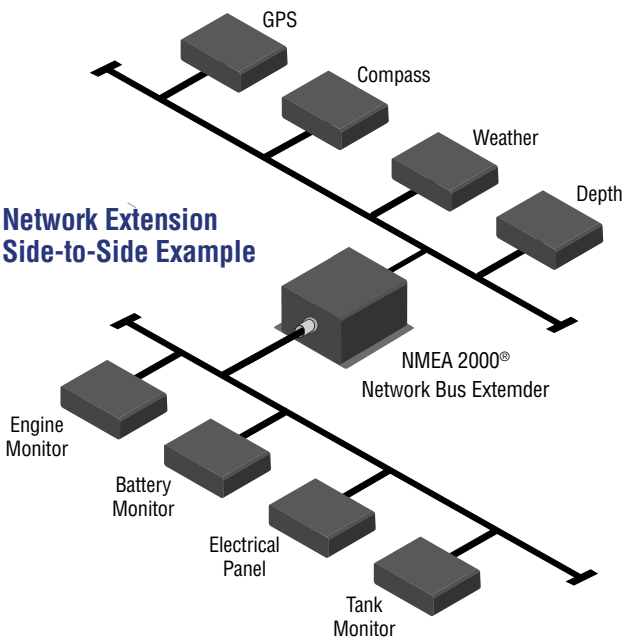 GPS
Compass
Weather
Depth
Network Extension
Side-to-Side Example
NMEA 2000®
Network Bus Extemder
Engine
Monitor
Battery
Monitor
Electrical
Panel
Tank
Monitor